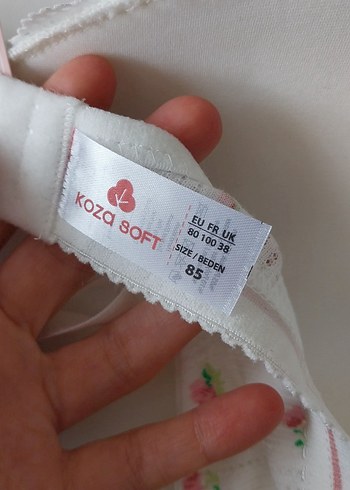 Koza SOFT
EU FR UK
80 100 38
SIZE / BEDEN
85